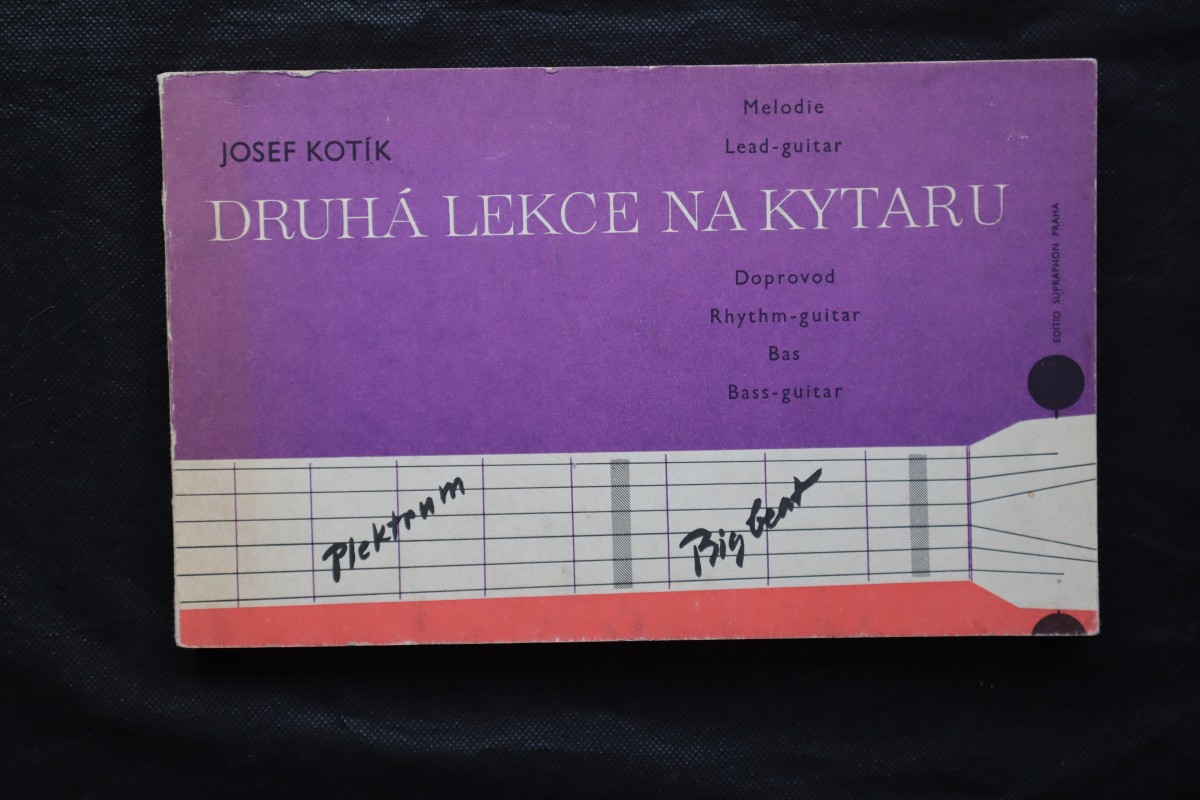 Melodie
Lead-guitar
JOSEF KOTÍK
DRUHÁ LEKCE NA KYTARU
Doprovod
Rhythm-guitar
Bas
Bass-guitar
EDITIO SUPRAPHON PRAHA
Plektrum
Big beat